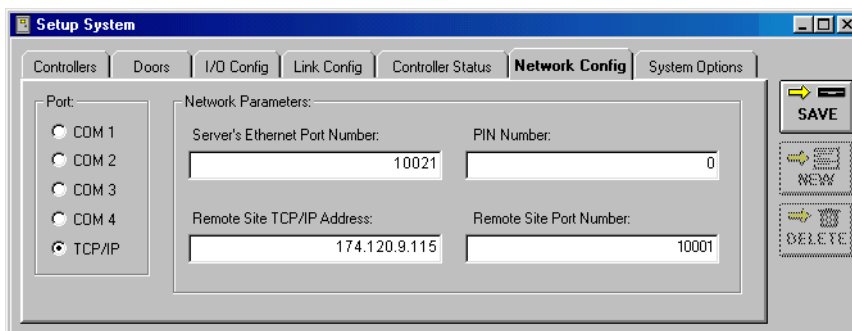 Setup System
Controllers Doors I/O Config Link Config Controller Status Network Config System Options
Port:
COM 1
COM 2
COM 3
COM 4
TCP/IP
Network Parameters:
Server's Ethernet Port Number: PIN Number:
10021 0
Remote Site TCP/IP Address: Remote Site Port Number:
174.120.9.115 10001
SAVE
NEW
DELETE